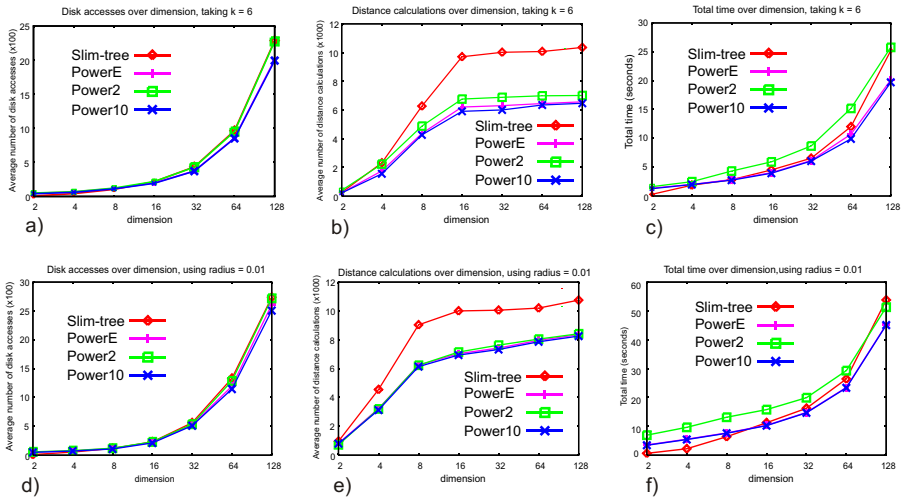 Disk accesses over dimension, taking k = 6
Average number of disk accesses (x100)
25
20
15
10
5
0
Slim-tree
PowerE
Power2
Power10
2 4 8 16 32 64 128
dimension
a)
Distance calculations over dimension, taking k = 6
Average number of distance calculations (x1000)
12
10
8
6
4
2
0
Slim-tree
PowerE
Power2
Power10
2 4 8 16 32 64 128
dimension
b)
Total time over dimension, taking k = 6
Total time (seconds)
30
25
20
15
10
5
0
Slim-tree
PowerE
Power2
Power10
2 4 8 16 32 64 128
dimension
c)
Disk accesses over dimension, using radius = 0.01
Average number of disk accesses (x100)
30
25
20
15
10
5
0
Slim-tree
PowerE
Power2
Power10
2 4 8 16 32 64 128
dimension
d)
Distance calculations over dimension, using radius = 0.01
Average number of distance calculations (x1000)
12
10
8
6
4
2
0
Slim-tree
PowerE
Power2
Power10
2 4 8 16 32 64 128
dimension
e)
Total time over dimension,using radius = 0.01
Total time (seconds)
60
50
40
30
20
10
0
Slim-tree
PowerE
Power2
Power10
2 4 8 16 32 64 128
dimension
f)